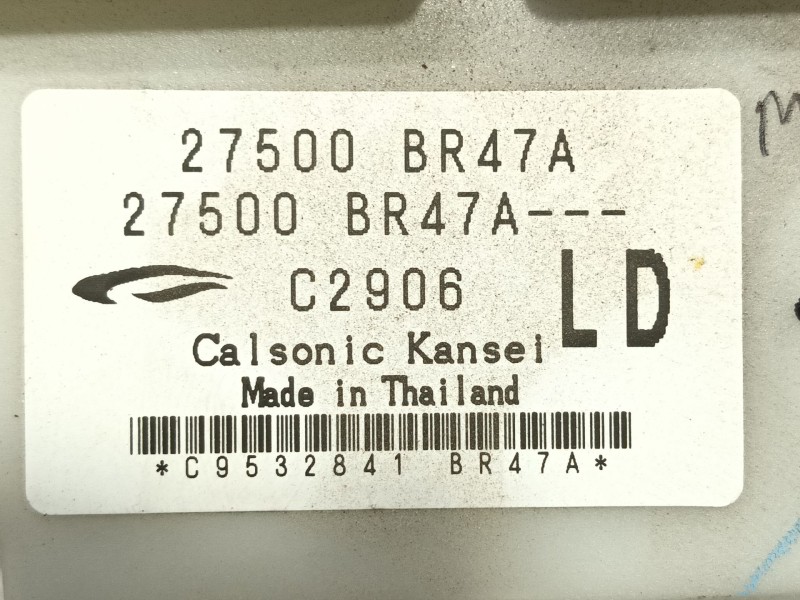 27500 BR47A
27500 BR47A---
C2906
LD
Calsonic Kansei
Made in Thailand
*C9532841 BR47A*